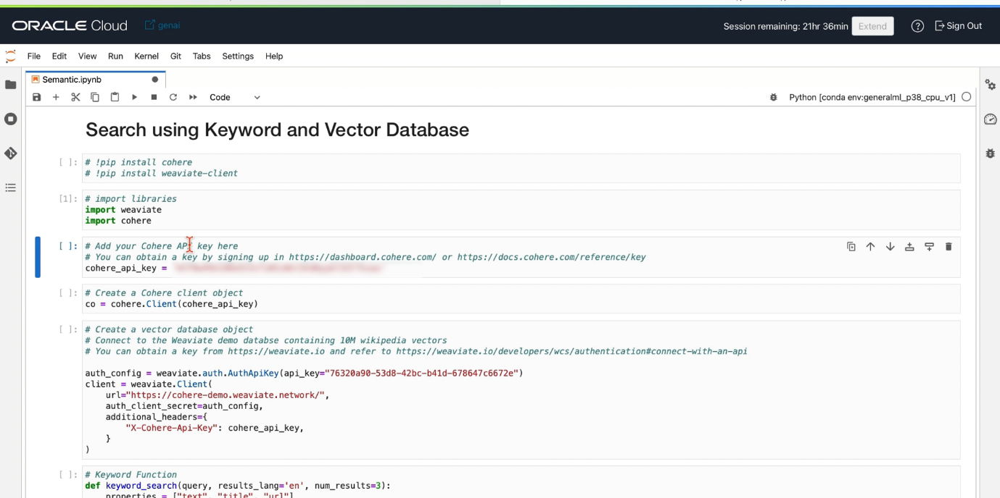 ORACLE Cloud
genai
Session remaining: 21hr 36min
Extend
?
Sign Out
File Edit View Run Kernel Git Tabs Settings Help
Semantic.ipynb
Code
Python [conda env:generalml_p38_cpu_v1]
Search using Keyword and Vector Database
[ ]:
# !pip install cohere
# !pip install weaviate-client
[1]:
# import libraries
import weaviate
import cohere
[ ]:
# Add your Cohere API key here
# You can obtain a key by signing up in https://dashboard.cohere.com/ or https://docs.cohere.com/reference/key
cohere_api_key =
[ ]:
# Create a Cohere client object
co = cohere.Client(cohere_api_key)
[ ]:
# Create a vector database object
# Connect to the Weaviate demo databse containing 10M wikipedia vectors
# You can obtain a key from https://weaviate.io and refer to https://weaviate.io/developers/wcs/authentication#connect-with-an-api
auth_config = weaviate.auth.AuthApiKey(api_key="76320a90-53d8-42bc-b41d-678647c6672e")
client = weaviate.Client(
url="https://cohere-demo.weaviate.network/",
auth_client_secret=auth_config,
additional_headers={
"X-Cohere-Api-Key": cohere_api_key,
}
)
[ ]:
# Keyword Function
def keyword_search(query, results_lang='en', num_results=3):
properties = ["text", "title", "url"]